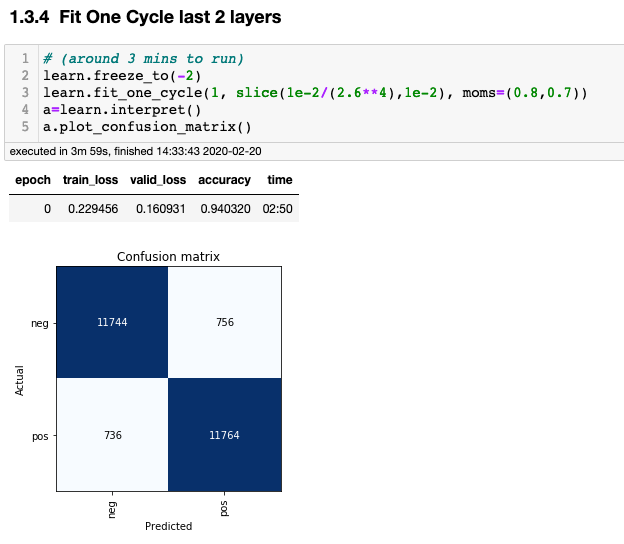 1.3.4 Fit One Cycle last 2 layers
1 # (around 3 mins to run)
2 learn.freeze_to(-2)
3 learn.fit_one_cycle(1, slice(1e-2/(2.6**4),1e-2), moms=(0.8,0.7))
4 a=learn.interpret()
5 a.plot_confusion_matrix()
executed in 3m 59s, finished 14:33:43 2020-02-20
epoch train_loss valid_loss accuracy time
0 0.229456 0.160931 0.940320 02:50
Confusion matrix
neg 11744 756
Actual
pos 736 11764
neg pos
Predicted